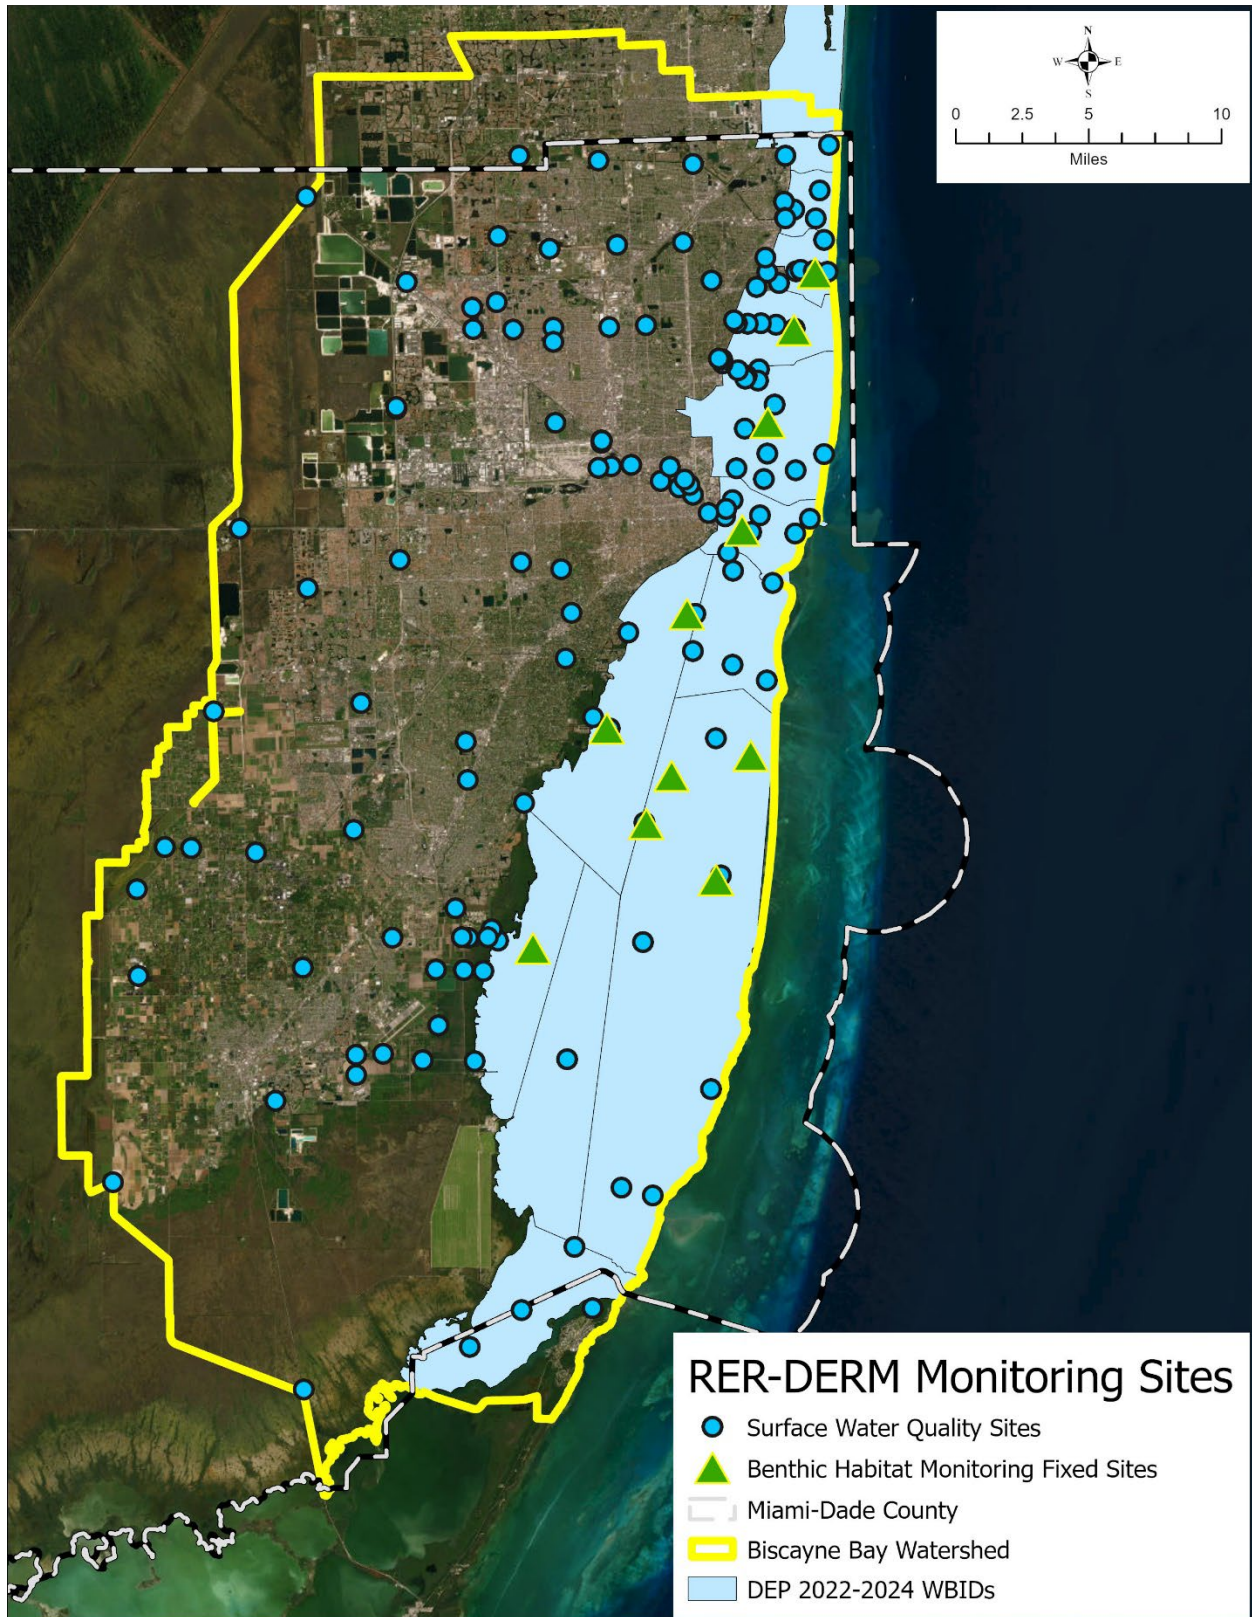 N
W E
S
0 2.5 5 10
Miles
RER-DERM Monitoring Sites
Surface Water Quality Sites
Benthic Habitat Monitoring Fixed Sites
Miami-Dade County
Biscayne Bay Watershed
DEP 2022-2024 WBIDs